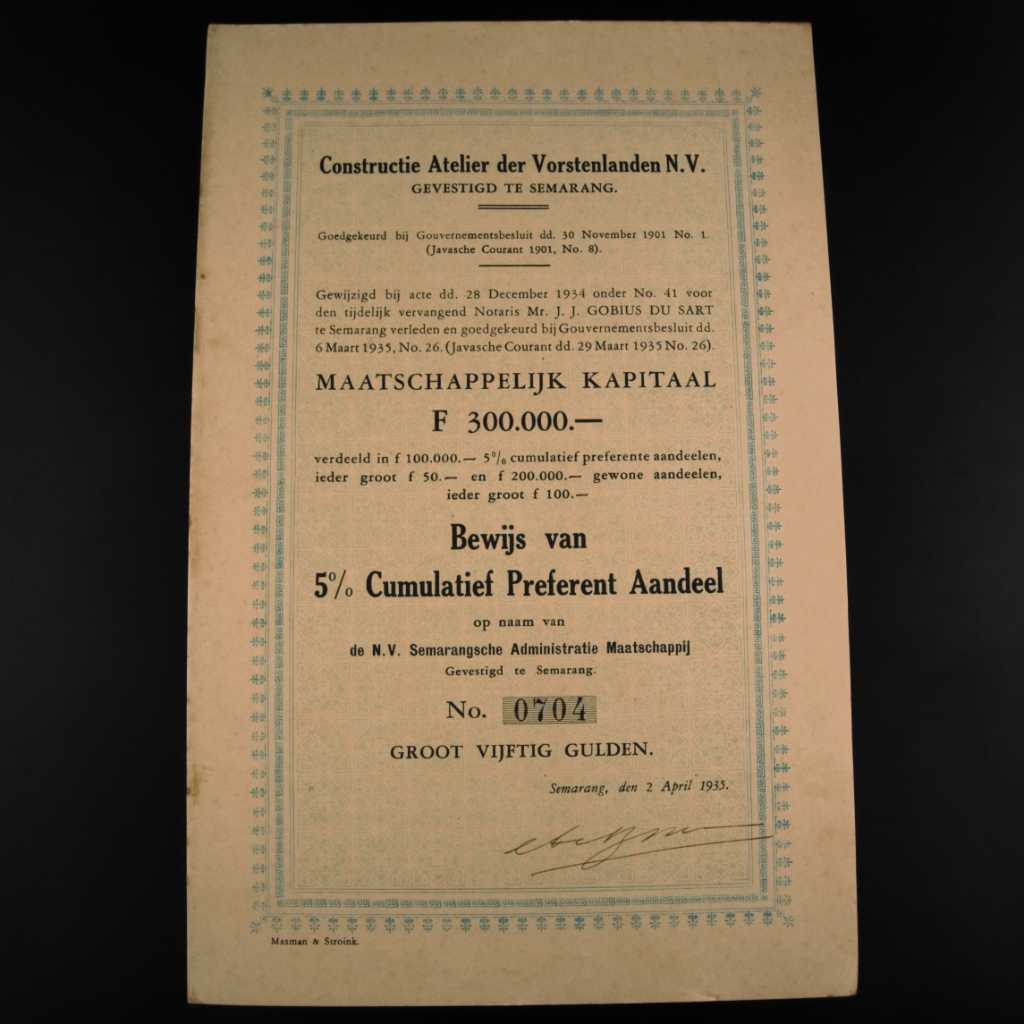 Constructie Atelier der Vorstenlanden N.V.
GEVESTIGD TE SEMARANG.
Goedgekeurd bij Gouvernementsbesluit dd. 30 November 1901 No. 1.
(Javasche Courant 1901, No. 8).
Gewijzigd bij acte dd. 28 December 1934 onder No. 41 voor
den tijdelijk vervangend Notaris Mr. J. J. GOBIUS DU SART
te Semarang verleden en goedgekeurd bij Gouvernementsbesluit dd.
6 Maart 1935, No. 26. (Javasche Courant dd. 29 Maart 1935 No. 26).
MAATSCHAPPELIJK KAPITAAL
F 300.000.—
verdeeld in f 100.000.— 5% cumulatief preferente aandeelen,
ieder groot f 50.— en f 200.000.— gewone aandeelen,
ieder groot f 100.—
Bewijs van
5% Cumulatief Preferent Aandeel
op naam van
de N.V. Semarangsche Administratie Maatschappij
Gevestigd te Semarang.
No. 0704
GROOT VIJFTIG GULDEN.
Semarang, den 2 April 1935.
Masman & Stroink.